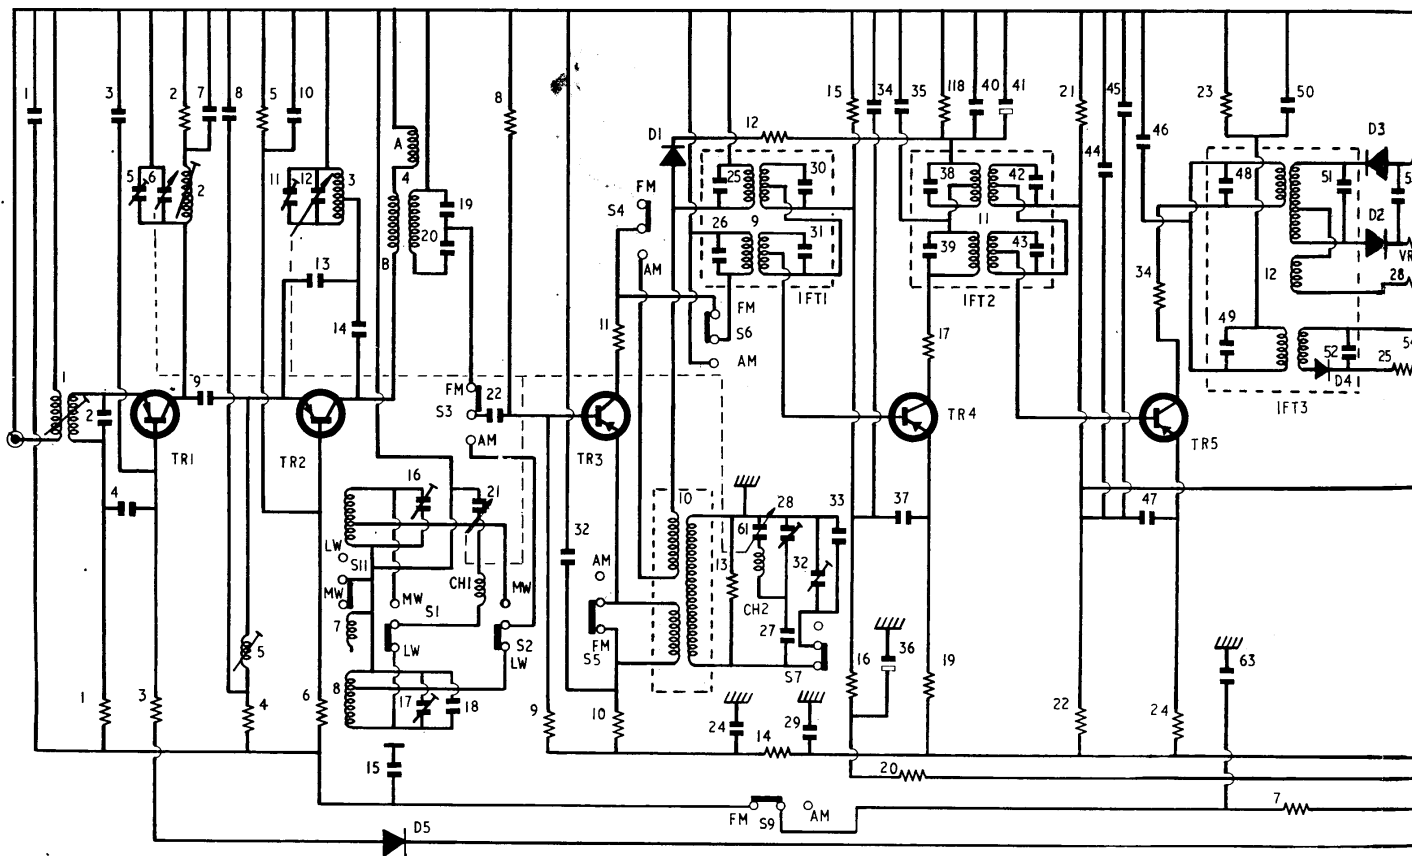 1 3 2 7 8 5 10 8 15 34 35 118 40 41 21 45 46 23 50
D1 12 D3
A 44
5 6 2 11 12 3 4 FM 25 30 38 42 48 51
S4
19
20 26 9 31 39 11 43 D2
B AM VR
13 34 12 28
IFT1 IFT2
FM
14 11 S6 17 49
AM 52 25
D4
1 2 9 FM 22 IFT3
S3 TR4
AM TR5
TR1 TR2 TR3
4 16 21 10 28 33 37 47
32 61
LW
S11 AM 13 32
MW CH1 MW
MW S1 CH2
7 27
5 S2 FM
LW LW S5 S7 36
16 19 63
8
1 3 4 6 17 18 9 10 24 29 22 24
14
15 20
FM S9 AM 7
D5